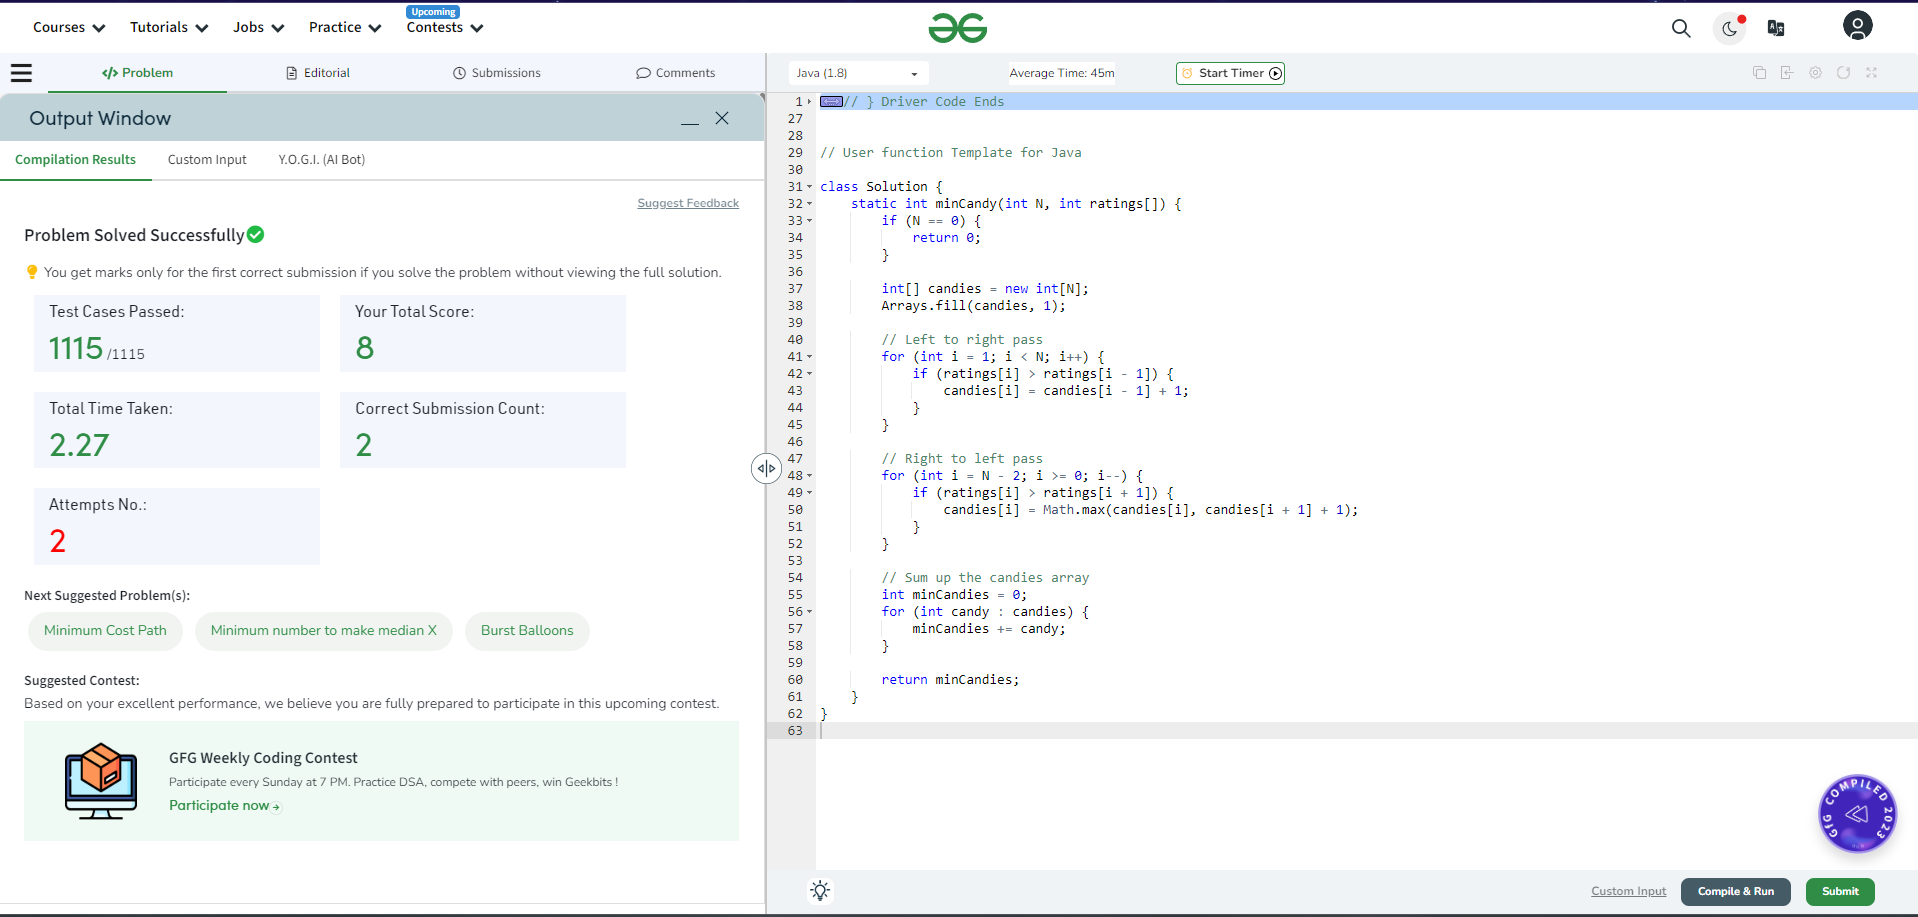 Upcoming
Courses Tutorials Jobs Practice Contests
</> Problem Editorial Submissions Comments
Output Window
Compilation Results Custom Input Y.O.G.I. (AI Bot)
Suggest Feedback
Problem Solved Successfully
You get marks only for the first correct submission if you solve the problem without viewing the full solution.
Test Cases Passed: Your Total Score:
1115 /1115 8
Total Time Taken: Correct Submission Count:
2.27 2
Attempts No.:
2
Next Suggested Problem(s):
Minimum Cost Path Minimum number to make median X Burst Balloons
Suggested Contest:
Based on your excellent performance, we believe you are fully prepared to participate in this upcoming contest.
GFG Weekly Coding Contest
Participate every Sunday at 7 PM. Practice DSA, compete with peers, win Geekbits !
Participate now
Java (1.8) Average Time: 45m Start Timer
1 // } Driver Code Ends
27
28
29 // User function Template for Java
30
31 class Solution {
32 static int minCandy(int N, int ratings[]) {
33 if (N == 0) {
34 return 0;
35 }
36
37 int[] candies = new int[N];
38 Arrays.fill(candies, 1);
39
40 // Left to right pass
41 for (int i = 1; i < N; i++) {
42 if (ratings[i] > ratings[i - 1]) {
43 candies[i] = candies[i - 1] + 1;
44 }
45 }
46
47 // Right to left pass
48 for (int i = N - 2; i >= 0; i--) {
49 if (ratings[i] > ratings[i + 1]) {
50 candies[i] = Math.max(candies[i], candies[i + 1] + 1);
51 }
52 }
53
54 // Sum up the candies array
55 int minCandies = 0;
56 for (int candy : candies) {
57 minCandies += candy;
58 }
59
60 return minCandies;
61 }
62 }
63
GFG COMPILED 2023
Custom Input Compile & Run Submit